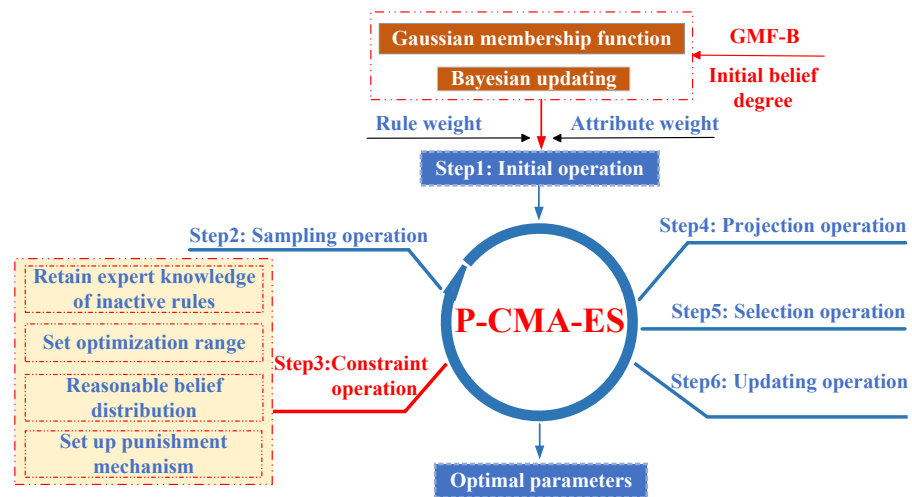 Gaussian membership function
Bayesian updating
GMF-B
Initial belief
degree
Rule weight
Attribute weight
Step1: Initial operation
Step2: Sampling operation
Retain expert knowledge
of inactive rules
Set optimization range
Reasonable belief
distribution
Set up punishment
mechanism
Step3:Constraint
operation
P-CMA-ES
Step4: Projection operation
Step5: Selection operation
Step6: Updating operation
Optimal parameters